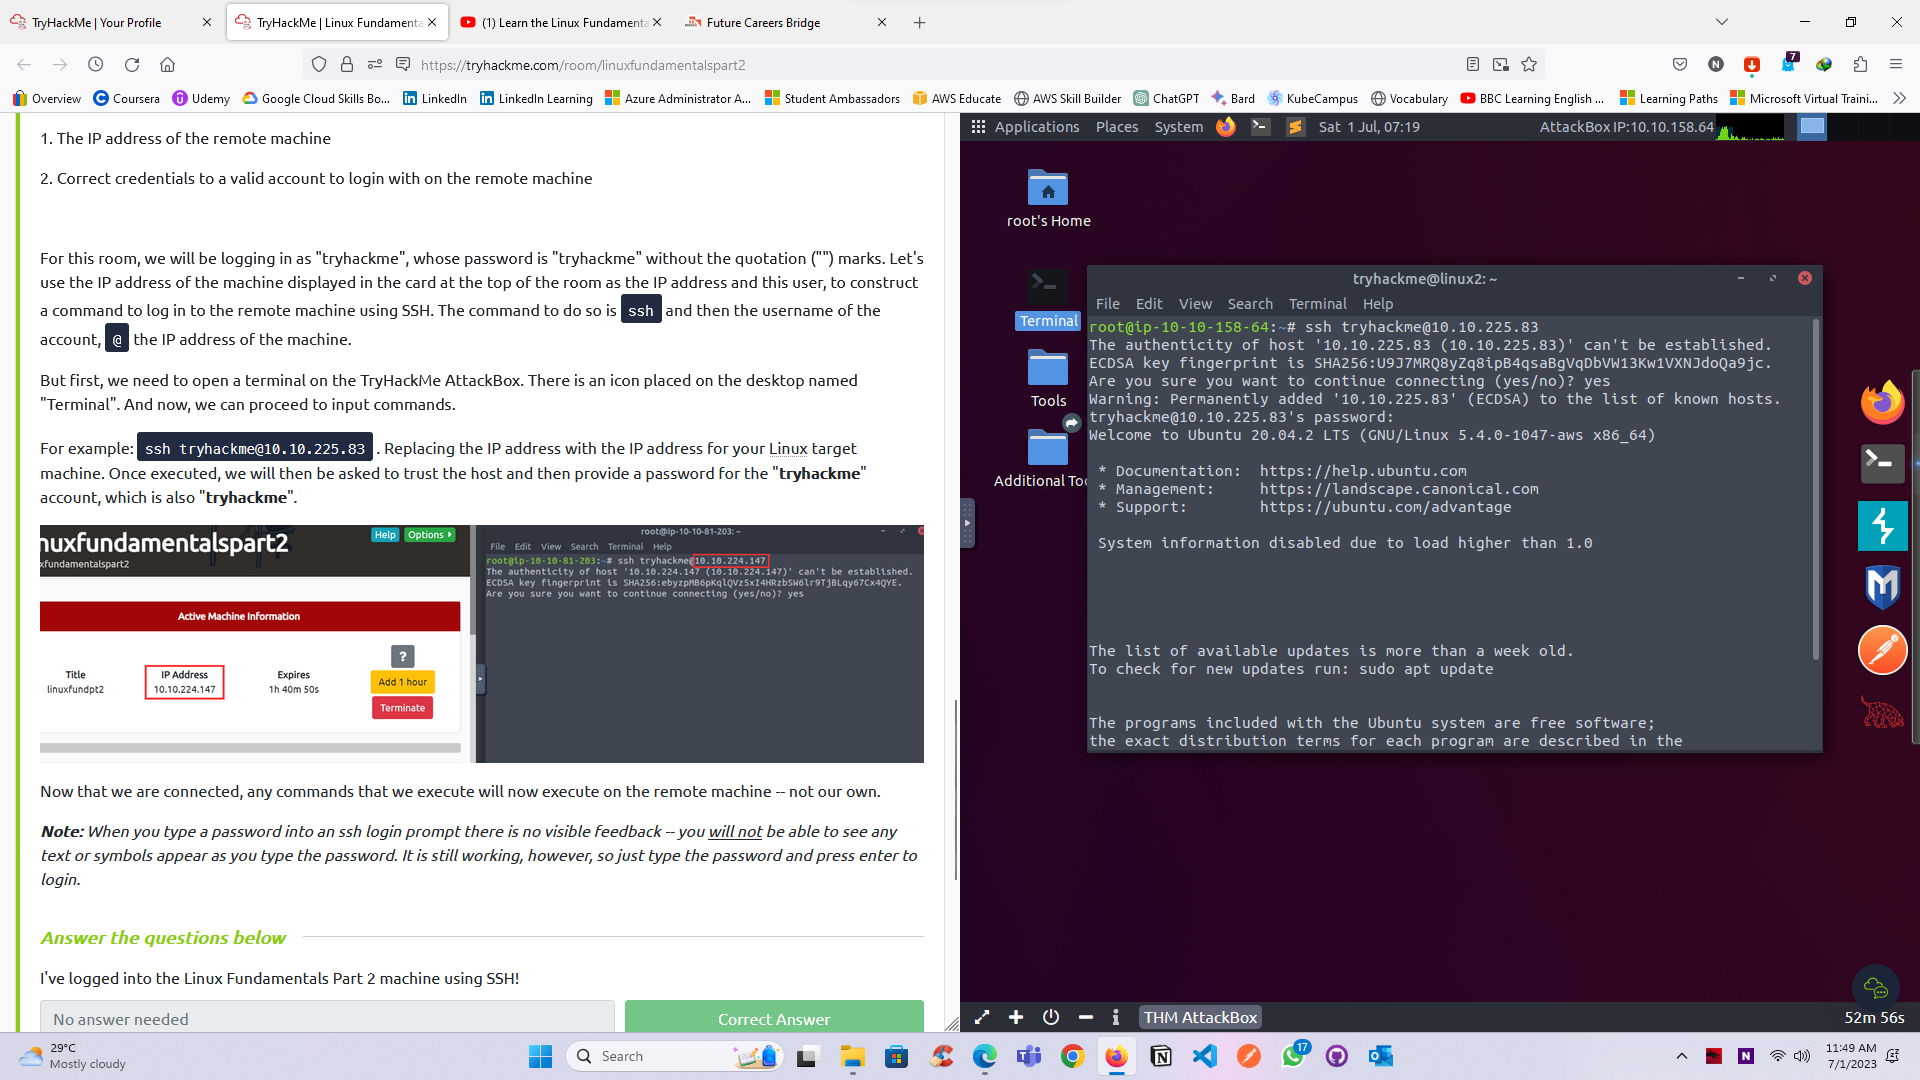 TryHackMe | Your Profile
TryHackMe | Linux Fundamenta
(1) Learn the Linux Fundamenta
Future Careers Bridge
https://tryhackme.com/room/linuxfundamentalspart2
7
Overview
Coursera
Udemy
Google Cloud Skills Bo...
LinkedIn
LinkedIn Learning
Azure Administrator A...
Student Ambassadors
AWS Educate
AWS Skill Builder
ChatGPT
Bard
KubeCampus
Vocabulary
BBC Learning English ...
Learning Paths
Microsoft Virtual Traini...
1. The IP address of the remote machine
2. Correct credentials to a valid account to login with on the remote machine
For this room, we will be logging in as "tryhackme", whose password is "tryhackme" without the quotation ("") marks. Let's
use the IP address of the machine displayed in the card at the top of the room as the IP address and this user, to construct
a command to log in to the remote machine using SSH. The command to do so is ssh and then the username of the
account, @ the IP address of the machine.
But first, we need to open a terminal on the TryHackMe AttackBox. There is an icon placed on the desktop named
"Terminal". And now, we can proceed to input commands.
For example: ssh tryhackme@10.10.225.83 . Replacing the IP address with the IP address for your Linux target
machine. Once executed, we will then be asked to trust the host and then provide a password for the "tryhackme"
account, which is also "tryhackme".
nuxfundamentalspart2
xfundamentalspart2
Help
Options
Active Machine Information
Title
linuxfundpt2
IP Address
10.10.224.147
Expires
1h 40m 50s
?
Add 1 hour
Terminate
root@ip-10-10-81-203: ~
File Edit View Search Terminal Help
root@ip-10-10-81-203:~# ssh tryhackme@10.10.224.147
The authenticity of host '10.10.224.147 (10.10.224.147)' can't be established.
ECDSA key fingerprint is SHA256:ebyzpMB6pKqlQVz5xI4HRzbSW6lr9TjBLqy67Cx4QYE.
Are you sure you want to continue connecting (yes/no)? yes
Now that we are connected, any commands that we execute will now execute on the remote machine -- not our own.
Note: When you type a password into an ssh login prompt there is no visible feedback -- you will not be able to see any
text or symbols appear as you type the password. It is still working, however, so just type the password and press enter to
login.
Answer the questions below
I've logged into the Linux Fundamentals Part 2 machine using SSH!
No answer needed
Correct Answer
Applications Places System
Sat 1 Jul, 07:19
AttackBox IP:10.10.158.64
root's Home
Terminal
Tools
Additional Too
tryhackme@linux2: ~
File Edit View Search Terminal Help
root@ip-10-10-158-64:~# ssh tryhackme@10.10.225.83
The authenticity of host '10.10.225.83 (10.10.225.83)' can't be established.
ECDSA key fingerprint is SHA256:U9J7MRQ8yZq8ipB4qsaBgVqDbVW13Kw1VXNJdoQa9jc.
Are you sure you want to continue connecting (yes/no)? yes
Warning: Permanently added '10.10.225.83' (ECDSA) to the list of known hosts.
tryhackme@10.10.225.83's password:
Welcome to Ubuntu 20.04.2 LTS (GNU/Linux 5.4.0-1047-aws x86_64)
* Documentation: https://help.ubuntu.com
* Management: https://landscape.canonical.com
* Support: https://ubuntu.com/advantage
System information disabled due to load higher than 1.0
The list of available updates is more than a week old.
To check for new updates run: sudo apt update
The programs included with the Ubuntu system are free software;
the exact distribution terms for each program are described in the
THM AttackBox
52m 56s
29°C
Mostly cloudy
Search
17
11:49 AM
7/1/2023